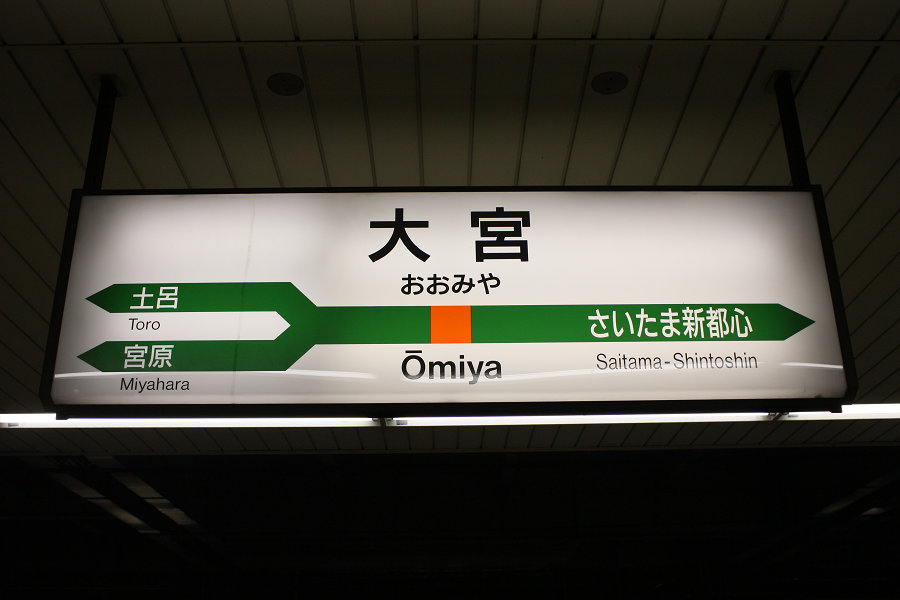 大宮
おおみや
土呂
Toro
宮原
Miyahara
Ōmiya
さいたま新都心
Saitama-Shintoshin